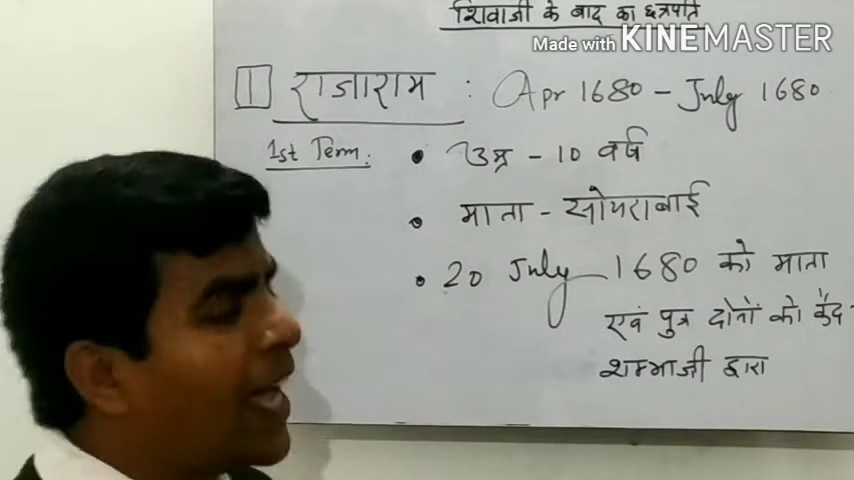 शिवाजी के बाद का छत्रपति
Made with KINEMASTER
1 राजाराम : Apr 1680 - July 1680
1st Term: • उम्र - 10 वर्ष
• माता - सोयराबाई
• 20 July 1680 को माता
एवं पुत्र दोनों को कैद
शम्भाजी द्वारा